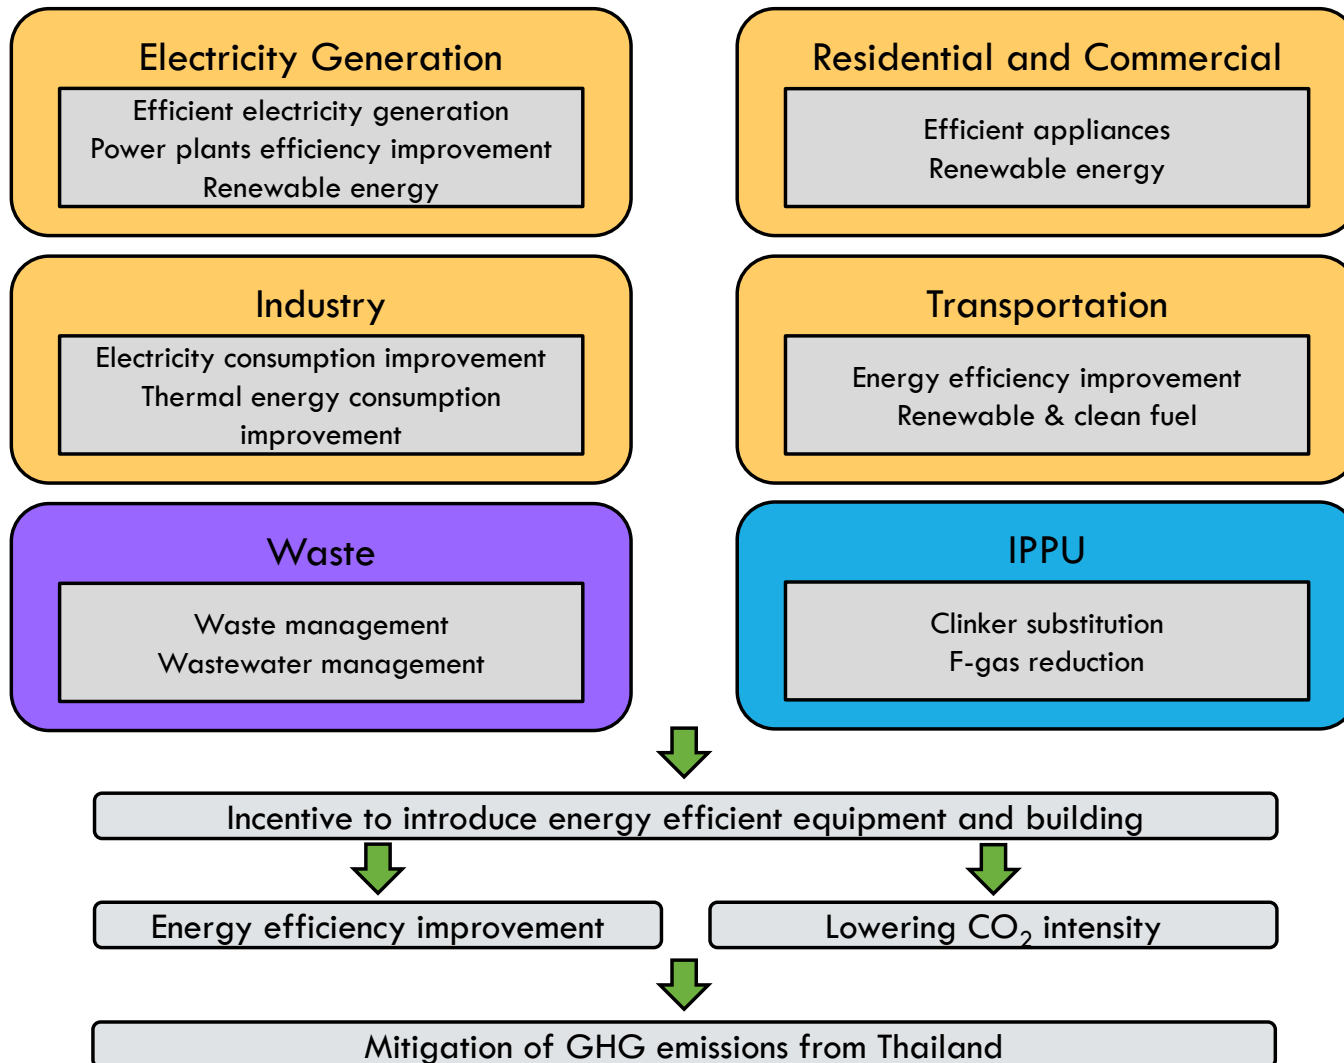 Electricity Generation
Efficient electricity generation
Power plants efficiency improvement
Renewable energy
Residential and Commercial
Efficient appliances
Renewable energy
Industry
Electricity consumption improvement
Thermal energy consumption
improvement
Transportation
Energy efficiency improvement
Renewable & clean fuel
Waste
Waste management
Wastewater management
IPPU
Clinker substitution
F-gas reduction
Incentive to introduce energy efficient equipment and building
Energy efficiency improvement
Lowering CO₂ intensity
Mitigation of GHG emissions from Thailand